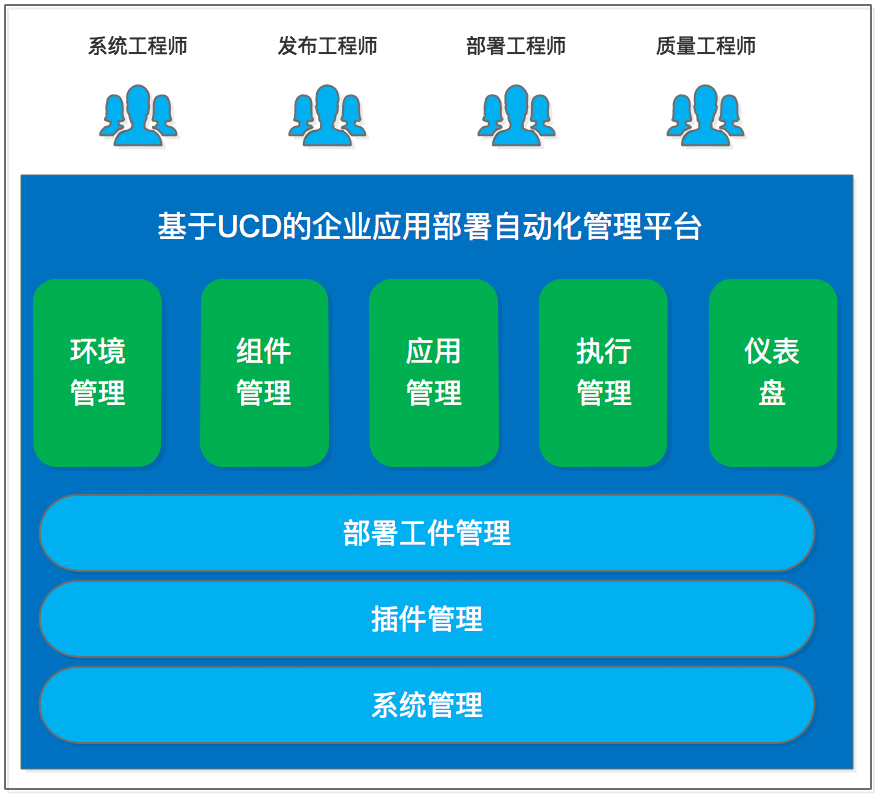 系统工程师 发布工程师 部署工程师 质量工程师
基于UCD的企业应用部署自动化管理平台
环境
管理
组件
管理
应用
管理
执行
管理
仪表
盘
部署工件管理
插件管理
系统管理